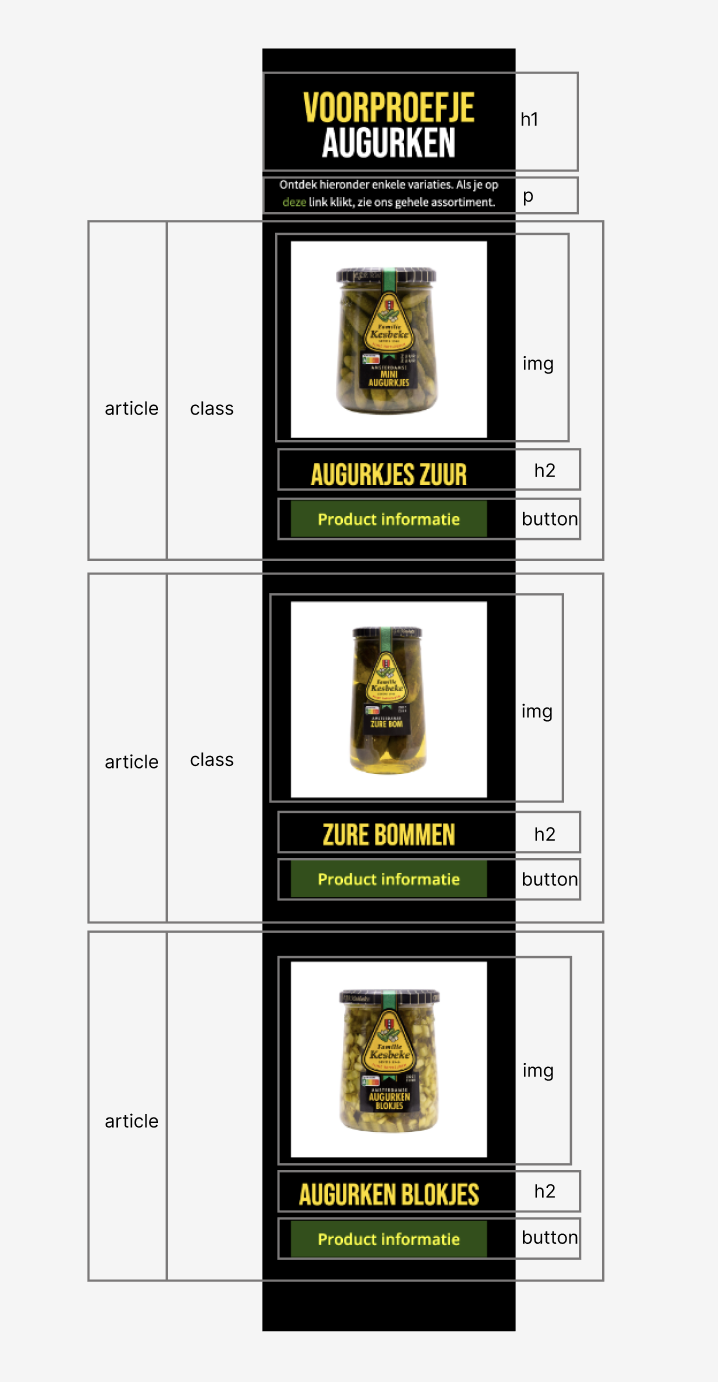 VOORPROEFJE
AUGURKEN
h1
Ontdek hieronder enkele variaties. Als je op
deze link klikt, zie ons gehele assortiment.
p
Familie
Kesbeke
AMSTERDAMSE
MINI
AUGURKJES
img
article
class
AUGURKJES ZUUR
h2
Product informatie
button
Familie
Kesbeke
AMSTERDAMSE
ZURE BOM
img
article
class
ZURE BOMMEN
h2
Product informatie
button
Familie
Kesbeke
AMSTERDAMSE
AUGURKEN
BLOKJES
img
article
AUGURKEN BLOKJES
h2
Product informatie
button